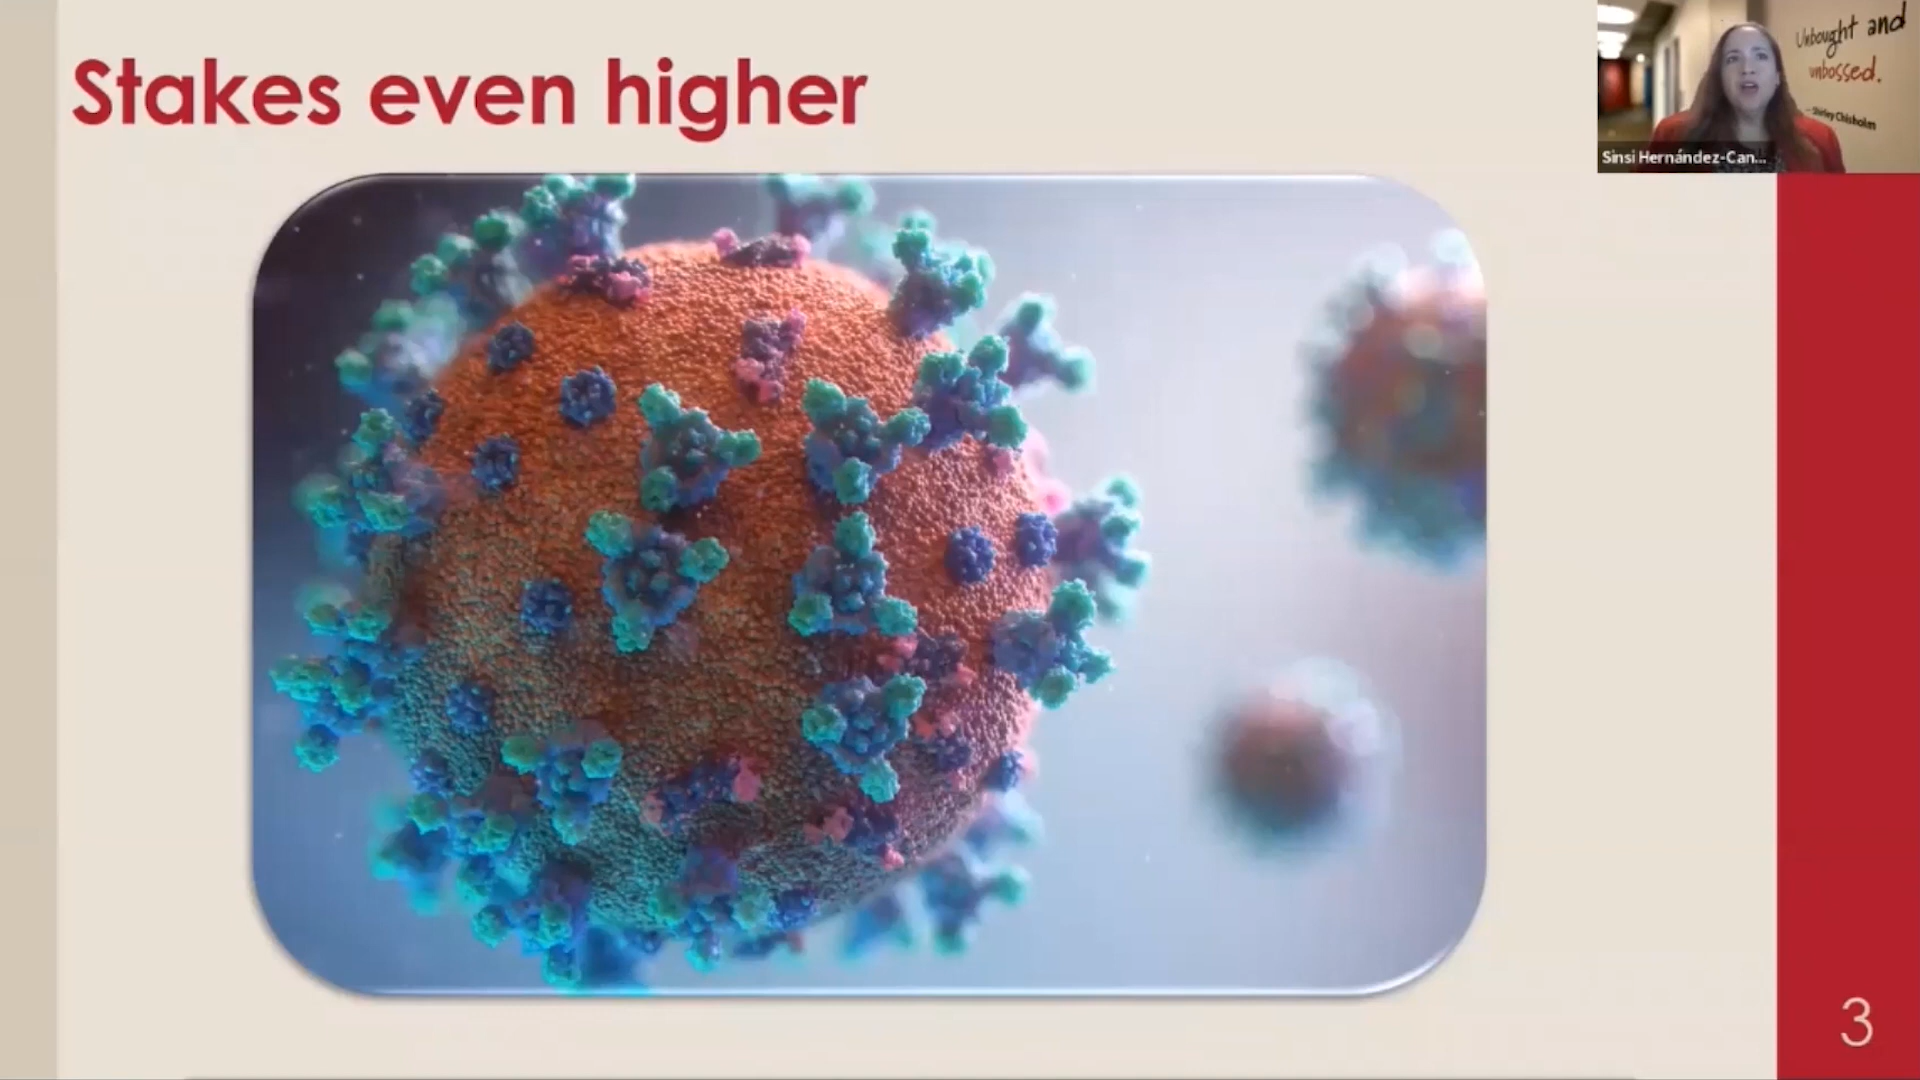 Stakes even higher
Unbought and
unbossed.
—Shirley Chisholm
Sinsi Hernández-Can...
3